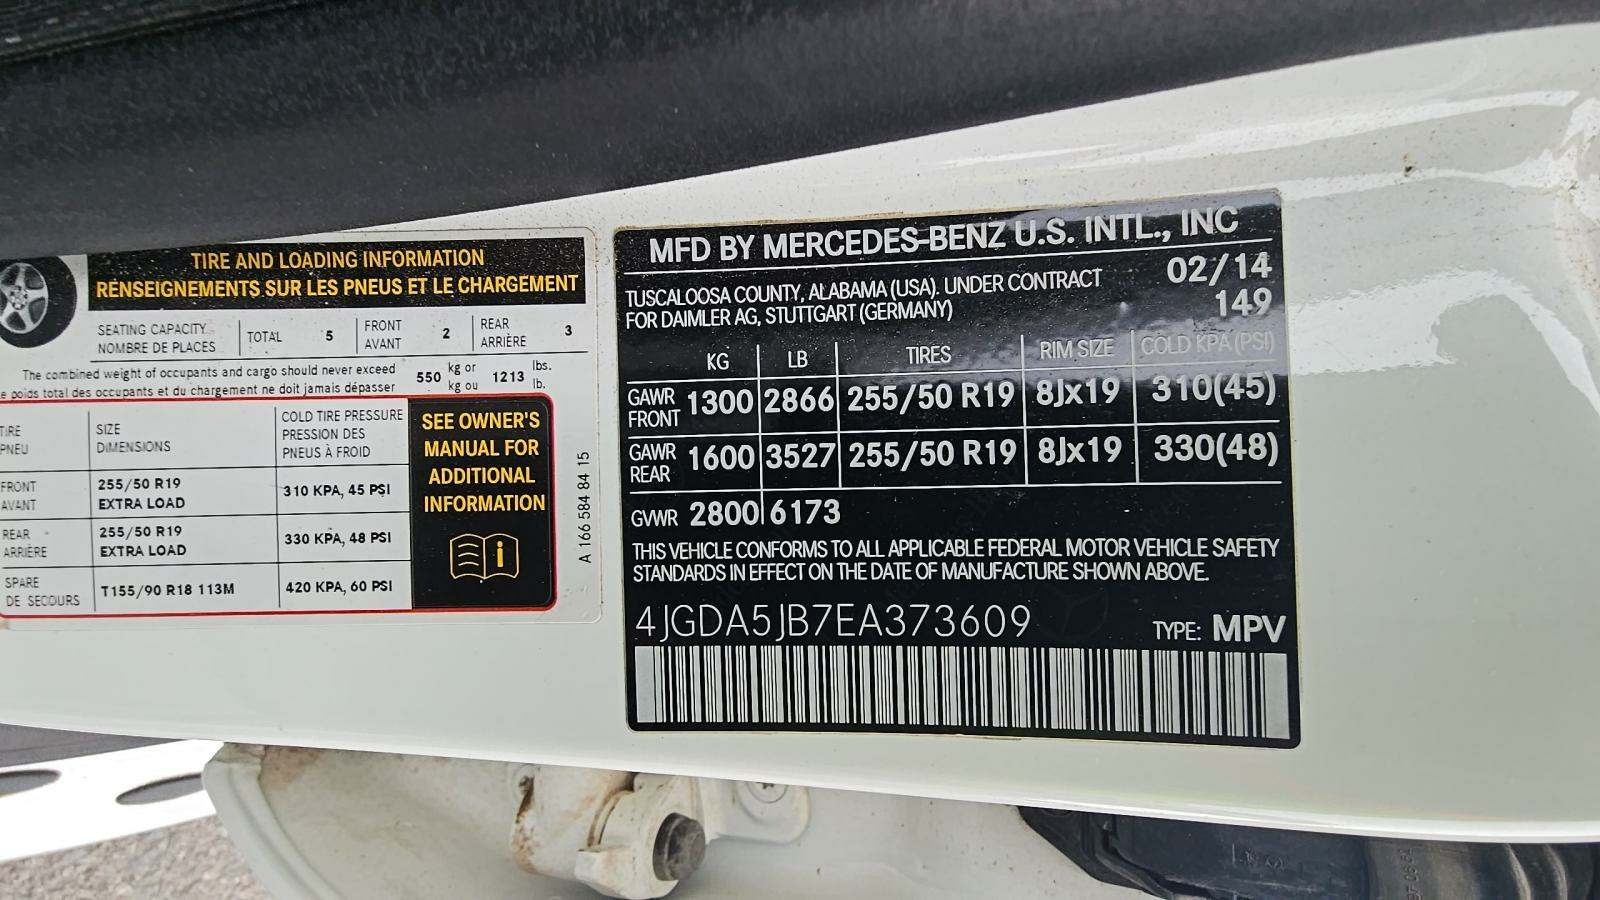 TIRE AND LOADING INFORMATION
RENSEIGNEMENTS SUR LES PNEUS ET LE CHARGEMENT
SEATING CAPACITY
NOMBRE DE PLACES
TOTAL 5
FRONT
AVANT
2
REAR
ARRIÈRE
3
The combined weight of occupants and cargo should never exceed
e poids total des occupants et du chargement ne doit jamais dépasser
550 kg or
kg ou
1213 lbs.
lb.
TIRE
PNEU
SIZE
DIMENSIONS
COLD TIRE PRESSURE
PRESSION DES
PNEUS À FROID
FRONT
AVANT
255/50 R19
EXTRA LOAD
310 KPA, 45 PSI
REAR
ARRIÈRE
255/50 R19
EXTRA LOAD
330 KPA, 48 PSI
SPARE
DE SECOURS
T155/90 R18 113M
420 KPA, 60 PSI
SEE OWNER'S
MANUAL FOR
ADDITIONAL
INFORMATION
i
A 166 584 84 15
MFD BY MERCEDES-BENZ U.S. INTL., INC
TUSCALOOSA COUNTY, ALABAMA (USA). UNDER CONTRACT
FOR DAIMLER AG, STUTTGART (GERMANY)
02/14
149
KG LB TIRES RIM SIZE COLD KPA (PSI)
GAWR
FRONT
1300 2866 255/50 R19 8Jx19 310(45)
GAWR
REAR
1600 3527 255/50 R19 8Jx19 330(48)
GVWR 2800 6173
THIS VEHICLE CONFORMS TO ALL APPLICABLE FEDERAL MOTOR VEHICLE SAFETY
STANDARDS IN EFFECT ON THE DATE OF MANUFACTURE SHOWN ABOVE.
4JGDA5JB7EA373609
TYPE: MPV